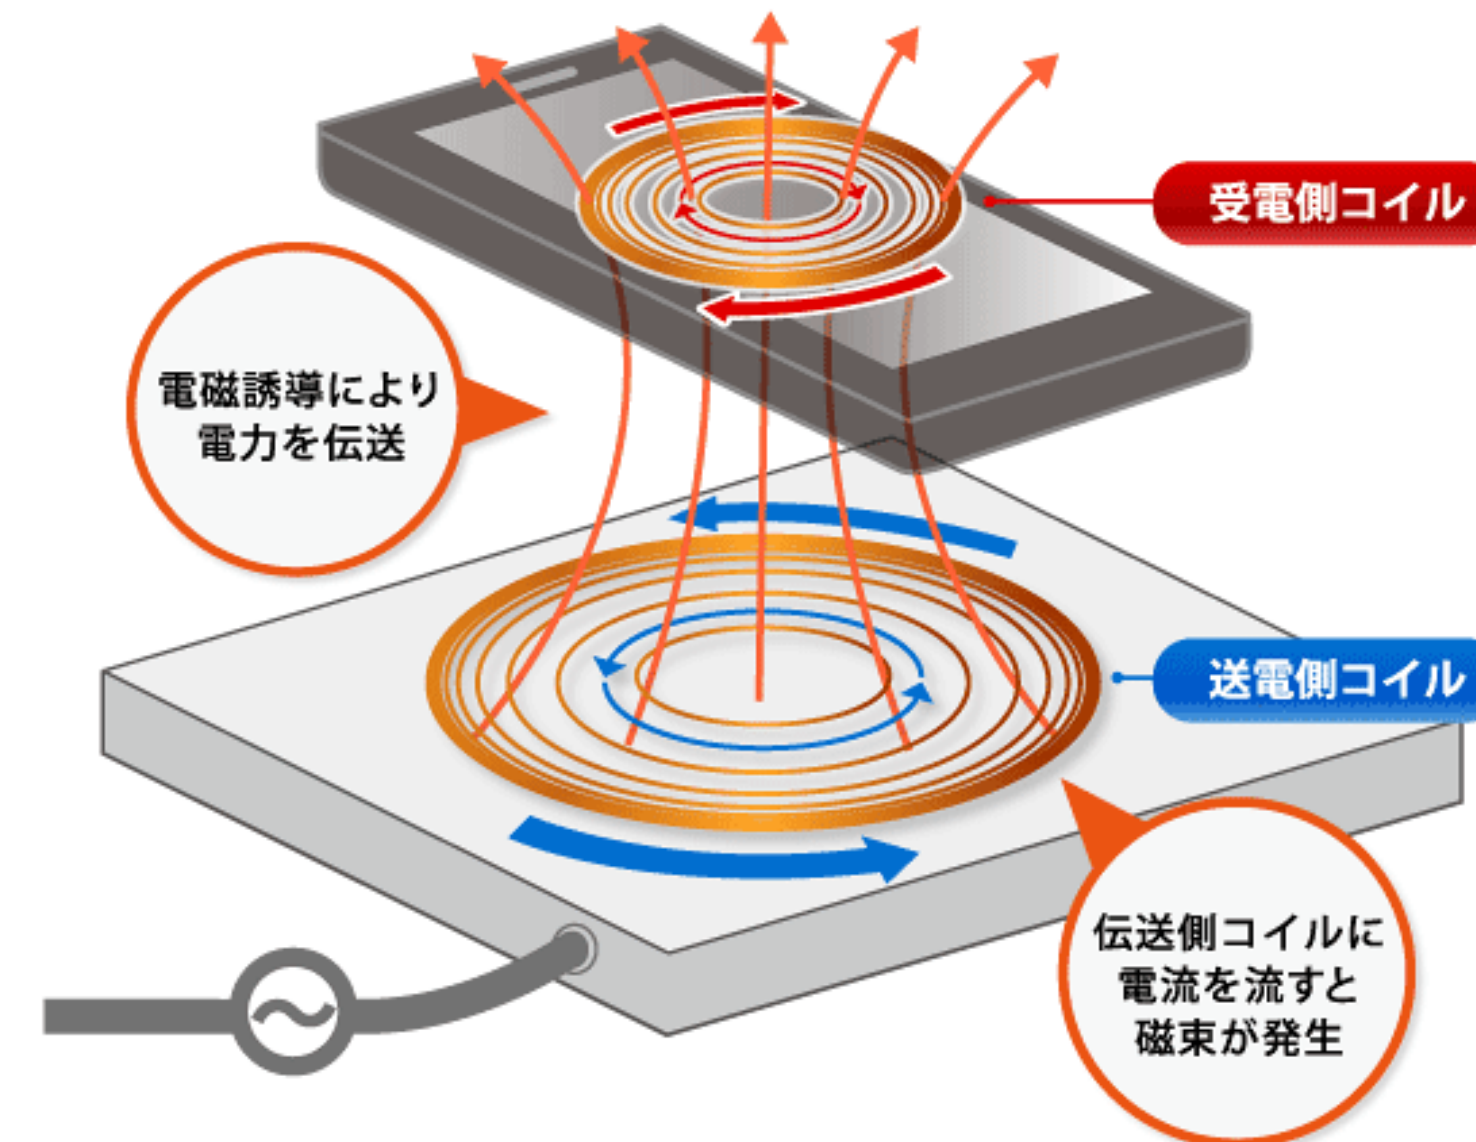 受電側コイル
電磁誘導により
電力を伝送
送電側コイル
伝送側コイルに
電流を流すと
磁束が発生